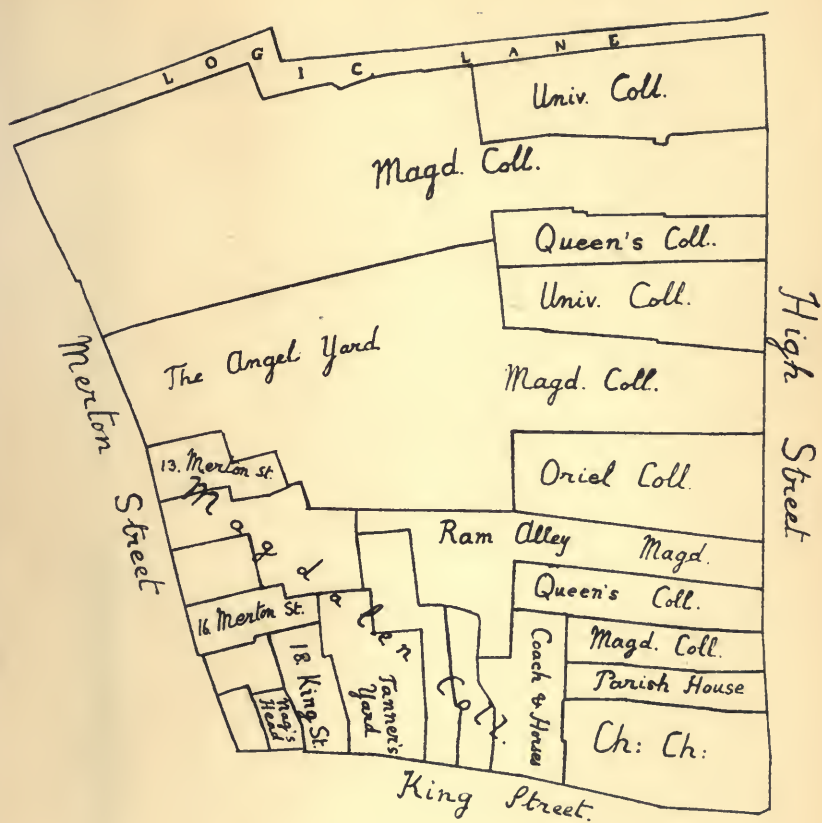 LOGIC LANE
Univ. Coll.
Magd. Coll.
Queen's Coll.
Univ. Coll.
High Street
The Angel Yard
Magd. Coll.
Merton Street
13. Merton St.
Oriel Coll.
Magdalen Coll.
Ram Alley Magd.
Queen's Coll.
16. Merton St.
Magd. Coll.
Parish House
Coach & Horses
18. King St.
Tanner's
Yard
Nag's
Head
Ch: Ch:
King Street.